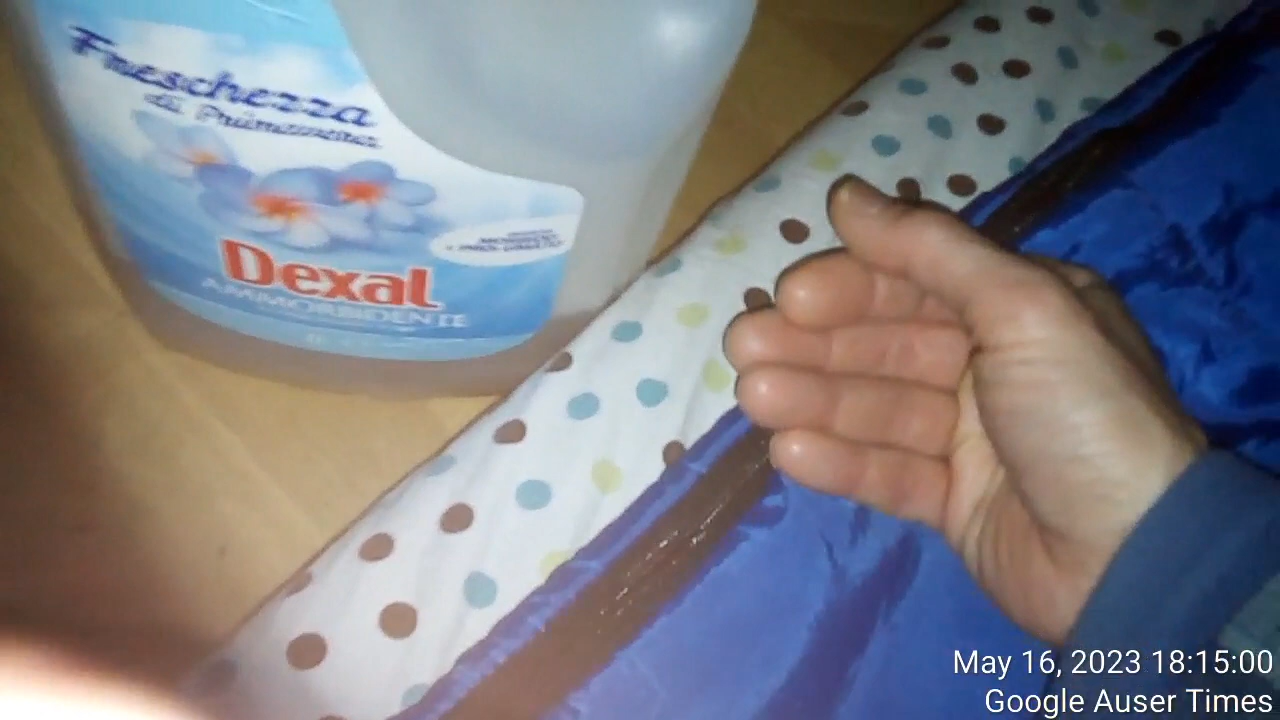 Freschezza
di Primavera
Dexal
AMMORBIDENTE
May 16, 2023 18:15:00
Google Auser Times